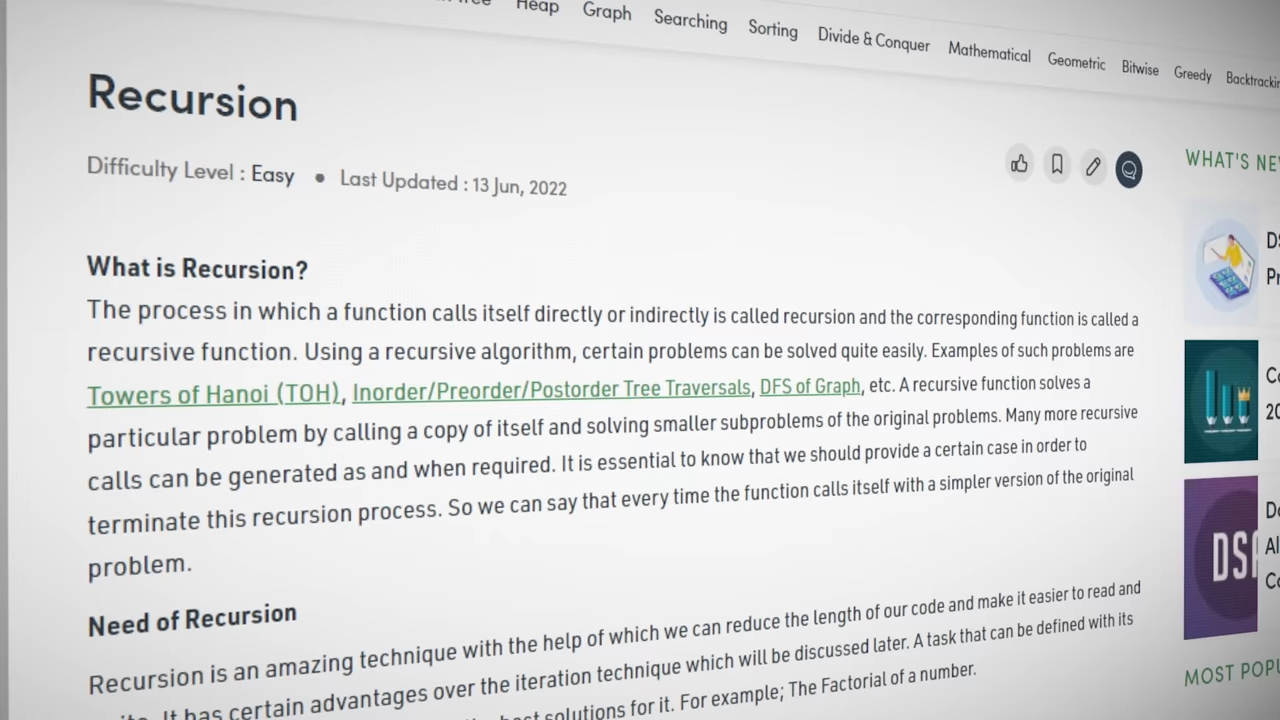 Heap Graph Searching Sorting Divide & Conquer Mathematical Geometric Bitwise Greedy
Recursion
Difficulty Level : Easy • Last Updated : 13 Jun, 2022
What is Recursion?
The process in which a function calls itself directly or indirectly is called recursion and the corresponding function is called a
recursive function. Using a recursive algorithm, certain problems can be solved quite easily. Examples of such problems are
Towers of Hanoi (TOH), Inorder/Preorder/Postorder Tree Traversals, DFS of Graph, etc. A recursive function solves a
particular problem by calling a copy of itself and solving smaller subproblems of the original problems. Many more recursive
calls can be generated as and when required. It is essential to know that we should provide a certain case in order to
terminate this recursion process. So we can say that every time the function calls itself with a simpler version of the original
problem.
Need of Recursion
Recursion is an amazing technique with the help of which we can reduce the length of our code and make it easier to read and
It has certain advantages over the iteration technique which will be discussed later. A task that can be defined with its
solutions for it. For example; The Factorial of a number.
WHAT'S
DS